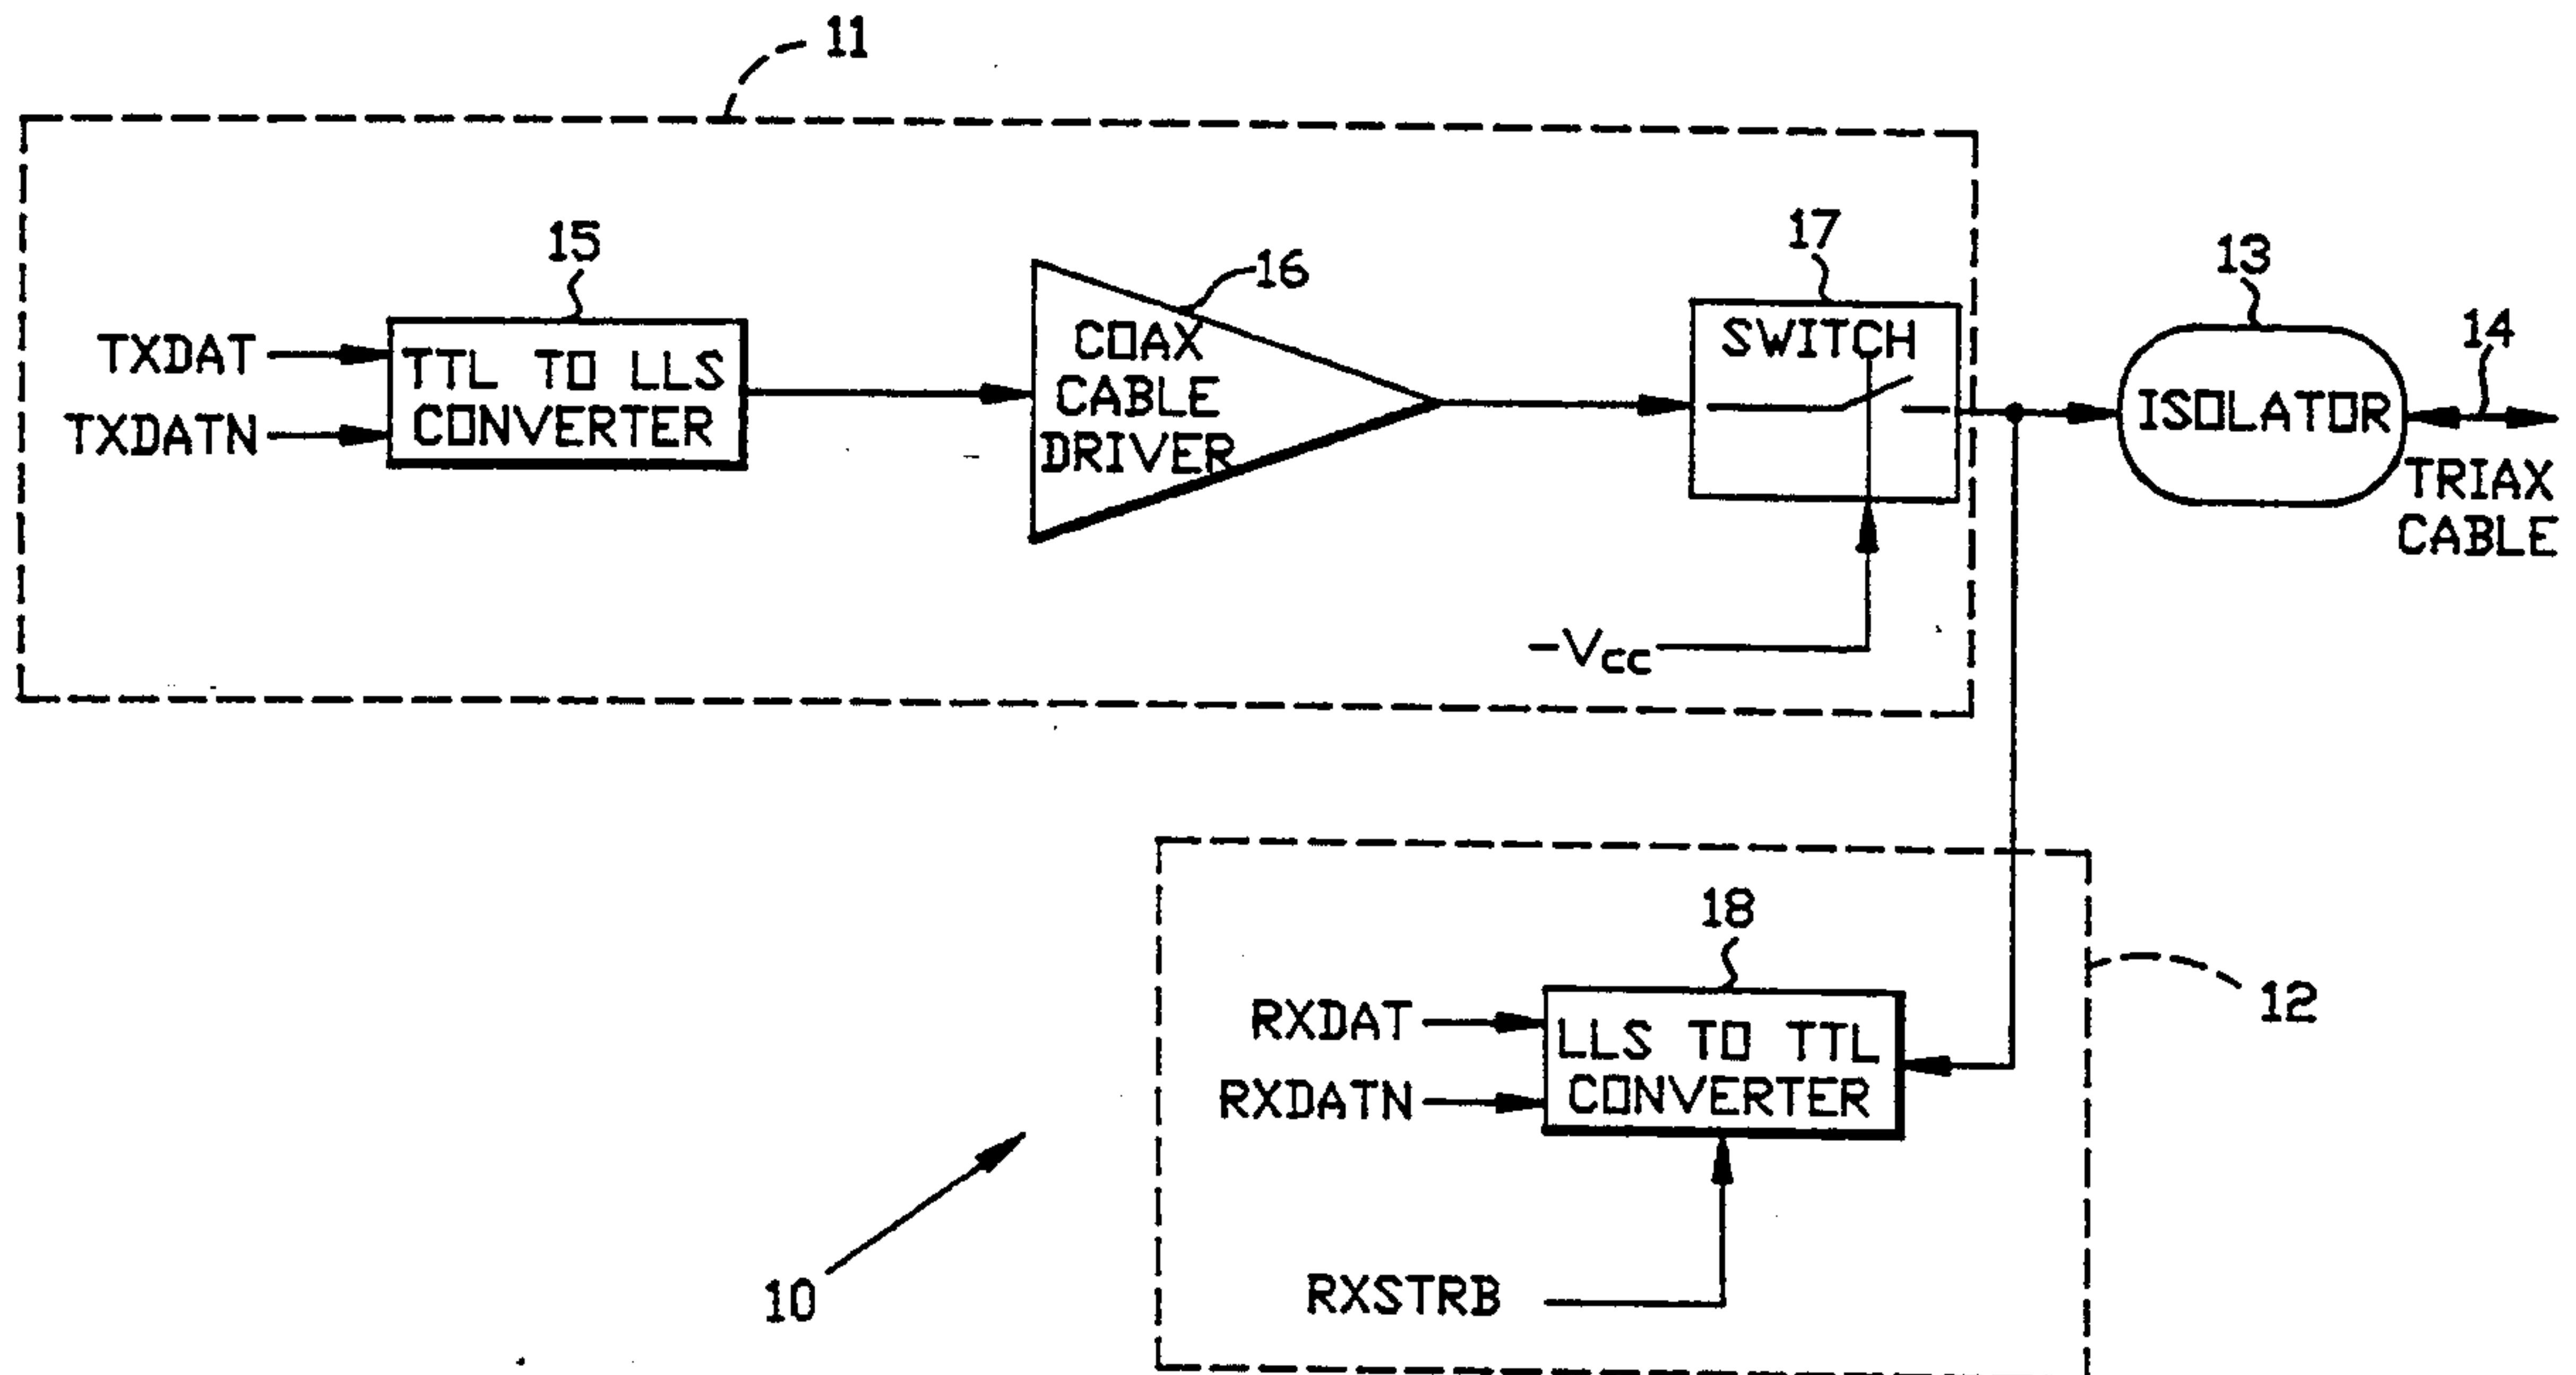 11
15
TXDAT
TXDATN
TTL TO LLS
CONVERTER
16
COAX
CABLE
DRIVER
17
SWITCH
-VCC
13
ISOLATOR
14
TRIAX
CABLE
18
RXDAT
RXDATN
LLS TO TTL
CONVERTER
RXSTRB
12
10